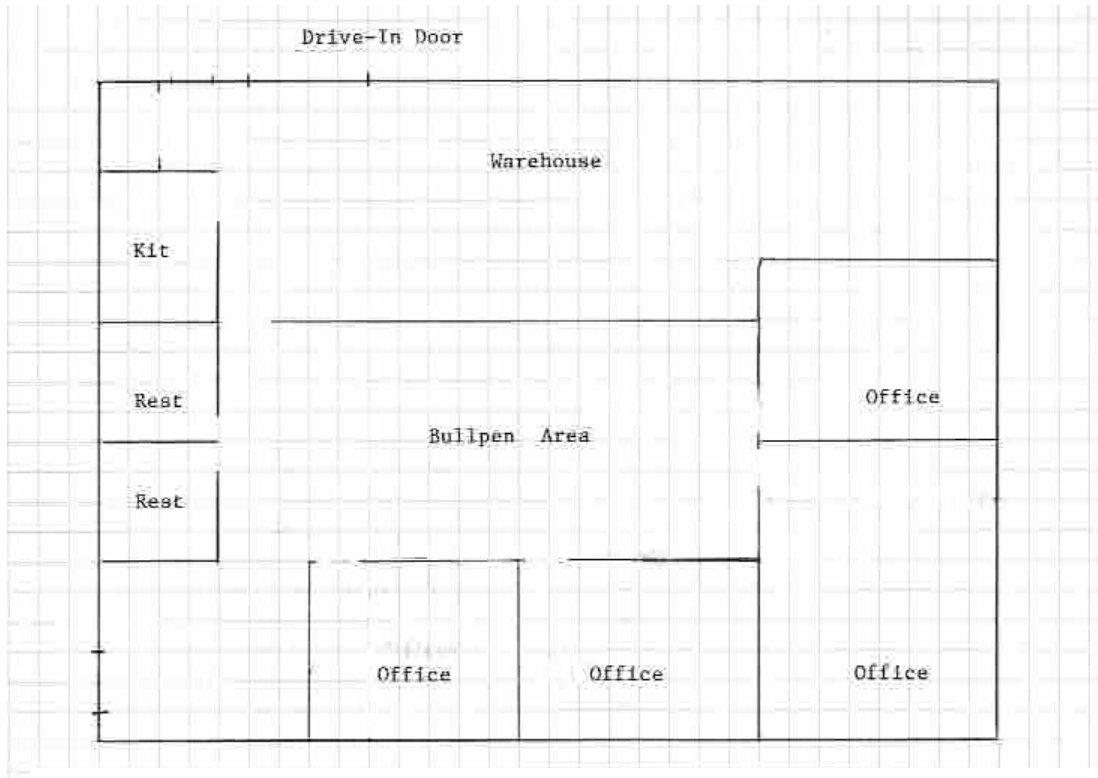 Drive-In Door
Warehouse
Kit
Office
Rest
Bullpen Area
Rest
Office
Office
Office